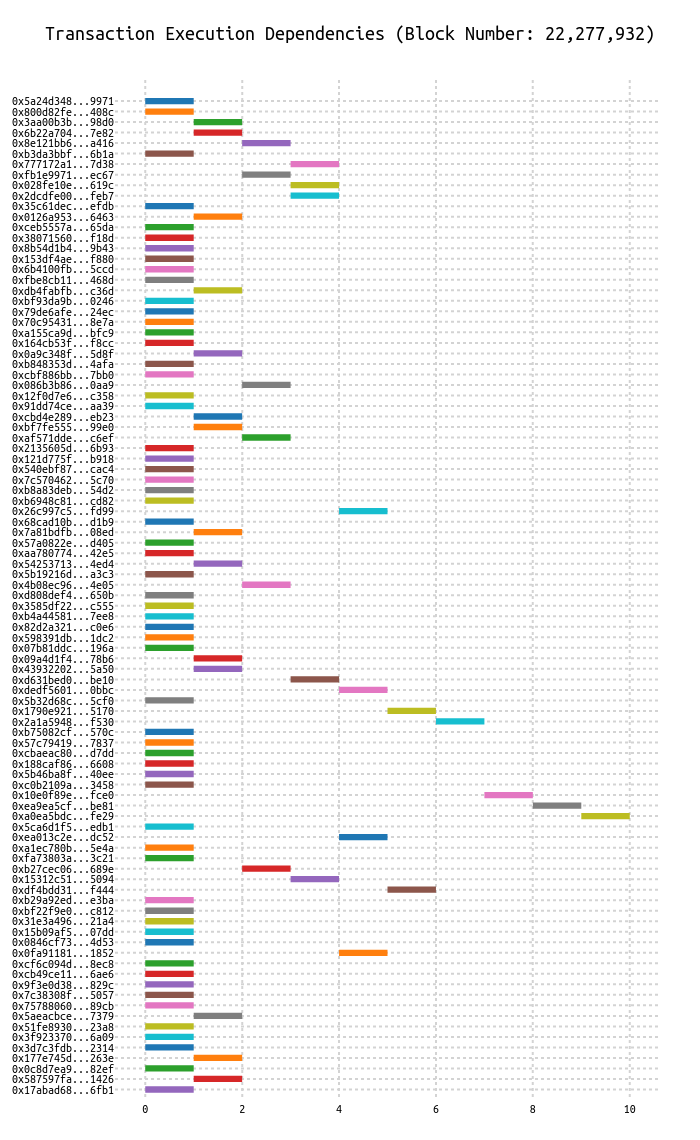 Transaction Execution Dependencies (Block Number: 22,277,932)
0x5a24d348...9971
0x800d82fe...408c
0x3aa00b3b...98d0
0x6b22a704...7e82
0x8e121bb6...a416
0xb3da3bbf...6b1a
0x777172a1...7d38
0xfb1e9971...ec67
0x028fe10e...619c
0x2dcdfe00...feb7
0x35c61dec...efdb
0x0126a953...6463
0xceb5557a...65da
0x38071560...f18d
0x8b54d1b4...9b43
0x153df4ae...f880
0x6b4100fb...5ccd
0xfbe8cb11...468d
0xdb4fabfb...c36d
0xbf93da9b...0246
0x79de6afe...24ec
0x70c95431...8e7a
0xa155ca9d...bfc9
0x164cb53f...f8cc
0x0a9c348f...5d8f
0xb848353d...4afa
0xcbf886bb...7bb0
0x086b3b86...0aa9
0x12f0d7e6...c358
0x91dd74ce...aa39
0xcbd4e289...eb23
0xbf7fe555...99e0
0xaf571dde...c6ef
0x2135605d...6b93
0x121d775f...b918
0x540ebf87...cac4
0x7c570462...5c70
0xb8a83deb...54d2
0xb6948c81...cd82
0x26c997c5...fd99
0x68cad10b...d1b9
0x7a81bdfb...08ed
0x57a0822e...d405
0xaa780774...42e5
0x54253713...4ed4
0x5b19216d...a3c3
0x4b08ec96...4e05
0xd808def4...650b
0x3585df22...c555
0xb4a44581...7ee8
0x82d2a321...c0e6
0x598391db...1dc2
0x07b81ddc...196a
0x09a4d1f4...78b6
0x43932202...5a50
0xd631bed0...be10
0xdedf5601...0bbc
0x5b32d68c...5cf0
0x1790e921...5170
0x2a1a5948...f530
0xb75082cf...570c
0x57c79419...7837
0xcbaeac80...d7dd
0x188caf86...6608
0x5b46ba8f...40ee
0xc0b2109a...3458
0x10e0f89e...fce0
0xea9ea5cf...be81
0xa0ea5bdc...fe29
0x5ca6d1f5...edb1
0xea013c2e...dc52
0xa1ec780b...5e4a
0xfa73803a...3c21
0xb27cec06...689e
0x15312c51...5094
0xdf4bdd31...f444
0xb29a92ed...e3ba
0xbf22f9e0...c812
0x31e3a496...21a4
0x15b09af5...07dd
0x0846cf73...4d53
0x0fa91181...1852
0xcf6c094d...8ec8
0xcb49ce11...6ae6
0x9f3e0d38...829c
0x7c38308f...5057
0x75788060...89cb
0x5aeacbce...7379
0x51fe8930...23a8
0x3f923370...6a09
0x3d7c3fdb...2314
0x177e745d...263e
0x0c8d7ea9...82ef
0x587597fa...1426
0x17abad68...6fb1
0 2 4 6 8 10